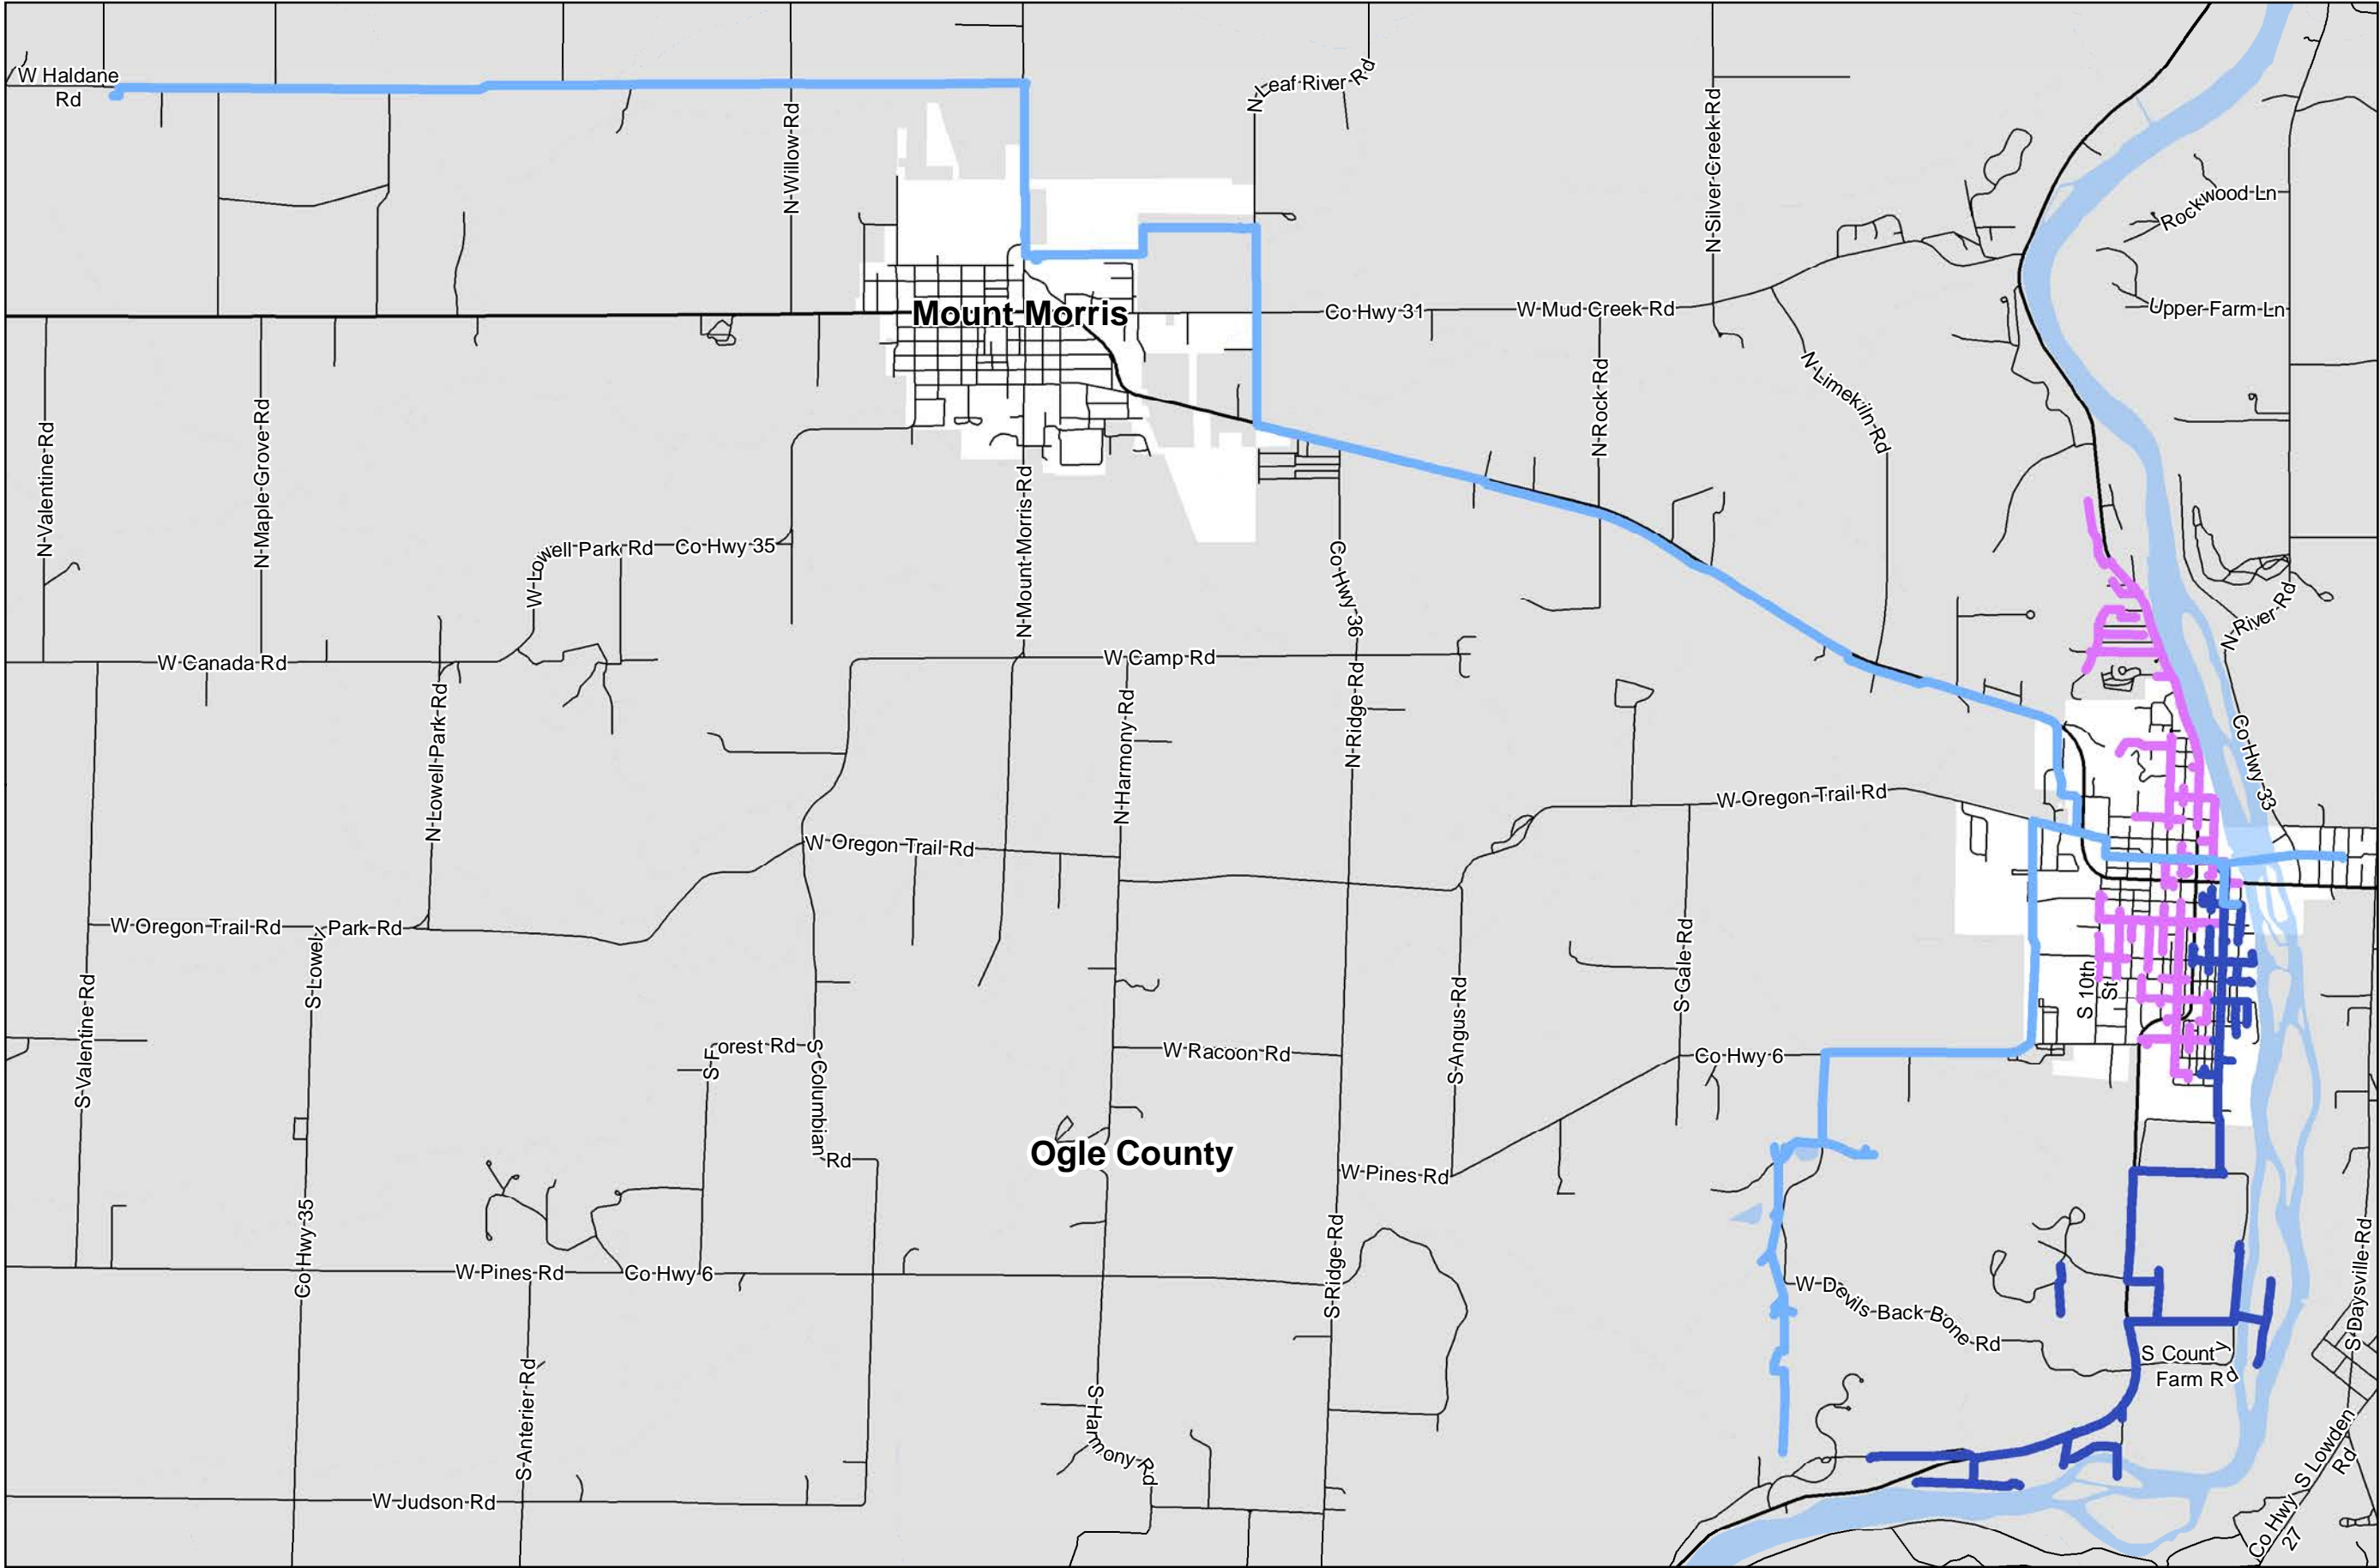 W Haldane
Rd
N Leaf River Rd
N Willow Rd
N Silver Creek Rd
Rockwood Ln
Upper Farm Ln
Mount Morris
Co Hwy 31
W Mud Creek Rd
N Limekiln Rd
N Rock Rd
N Valentine Rd
N Maple Grove Rd
W Lowell Park Rd
Co Hwy 35
N Mount Morris Rd
Co Hwy 36
N River Rd
W Canada Rd
W Camp Rd
N Lowell Park Rd
N Harmony Rd
N Ridge Rd
Co Hwy 33
W Oregon Trail Rd
W Oregon Trail Rd
W Oregon Trail Rd
S Lowell
Park Rd
S Valentine Rd
S Gale Rd
S Angus Rd
S 10th
St
S Forest Rd
S Columbian
Rd
W Racoon Rd
Co Hwy 6
Ogle County
W Pines Rd
Co Hwy 35
W Pines Rd
Co Hwy 6
S Ridge Rd
W Devils Back Bone Rd
S Daysville Rd
S County
Farm Rd
S Anterier Rd
S Harmony Rd
W Judson Rd
S Lowden
Rd
Co Hwy
27